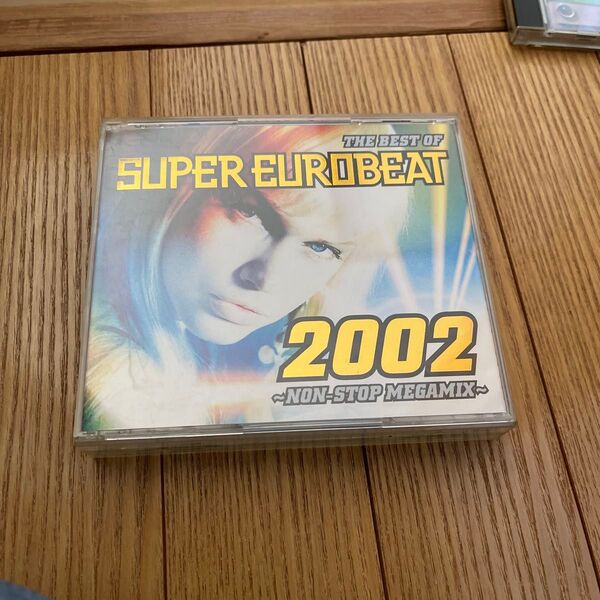 THE BEST OF
SUPER EUROBEAT
2002
~NON-STOP MEGAMIX~